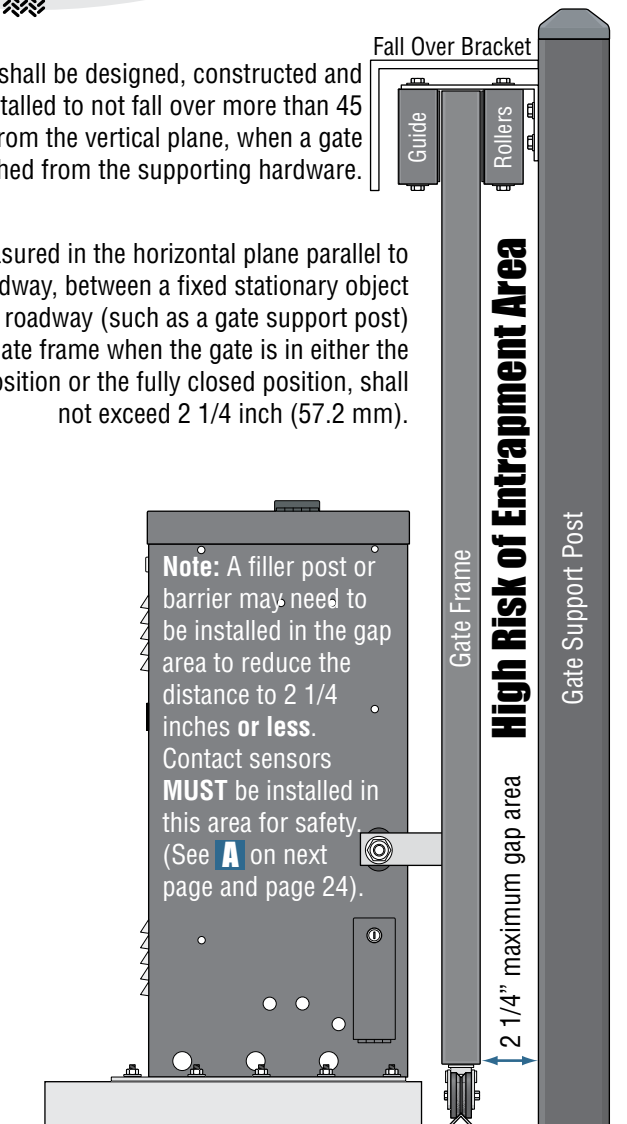 Fall Over Bracket
shall be designed, constructed and
talled to not fall over more than 45
rom the vertical plane, when a gate
hed from the supporting hardware.
Guide
Rollers
asured in the horizontal plane parallel to
dway, between a fixed stationary object
roadway (such as a gate support post)
ate frame when the gate is in either the
osition or the fully closed position, shall
not exceed 2 1/4 inch (57.2 mm).
High Risk of Entrapment Area
Gate Frame
Gate Support Post
Note: A filler post or
barrier may need to
be installed in the gap
area to reduce the
distance to 2 1/4
inches or less.
Contact sensors
MUST be installed in
this area for safety.
(See A on next
page and page 24).
2 1/4” maximum gap area